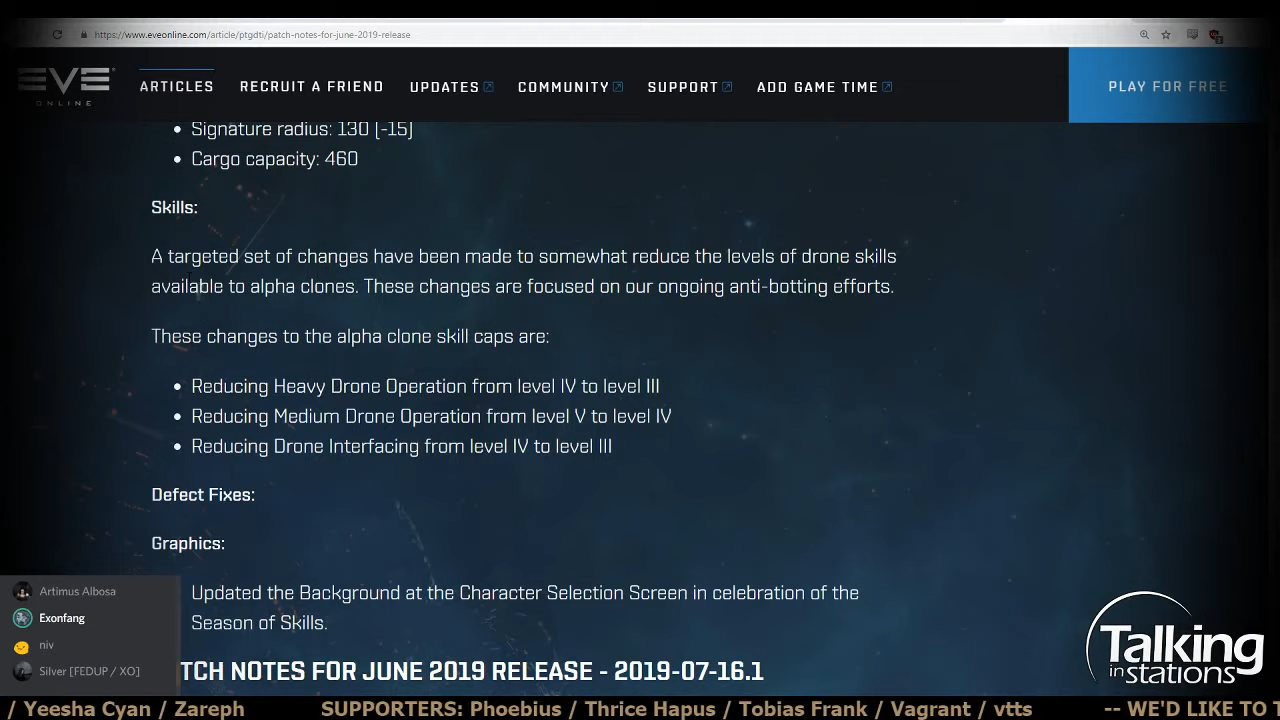 https://www.eveonline.com/article/ptgdti/patch-notes-for-june-2019-release
EVE
ONLINE
ARTICLES
RECRUIT A FRIEND
UPDATES
COMMUNITY
SUPPORT
ADD GAME TIME
PLAY FOR FREE
• Signature radius: 130 [-15]
• Cargo capacity: 460
Skills:
A targeted set of changes have been made to somewhat reduce the levels of drone skills
available to alpha clones. These changes are focused on our ongoing anti-botting efforts.
These changes to the alpha clone skill caps are:
• Reducing Heavy Drone Operation from level IV to level III
• Reducing Medium Drone Operation from level V to level IV
• Reducing Drone Interfacing from level IV to level III
Defect Fixes:
Graphics:
Updated the Background at the Character Selection Screen in celebration of the
Season of Skills.
TCH NOTES FOR JUNE 2019 RELEASE - 2019-07-16.1
Artimus Albosa
Exonfang
niv
Silver [FEDUP / XO]
Talking
in stations
/ Yeesha Cyan / Zareph SUPPORTERS: Phoebius / Thrice Hapus / Tobias Frank / Vagrant / vtts -- WE'D LIKE TO